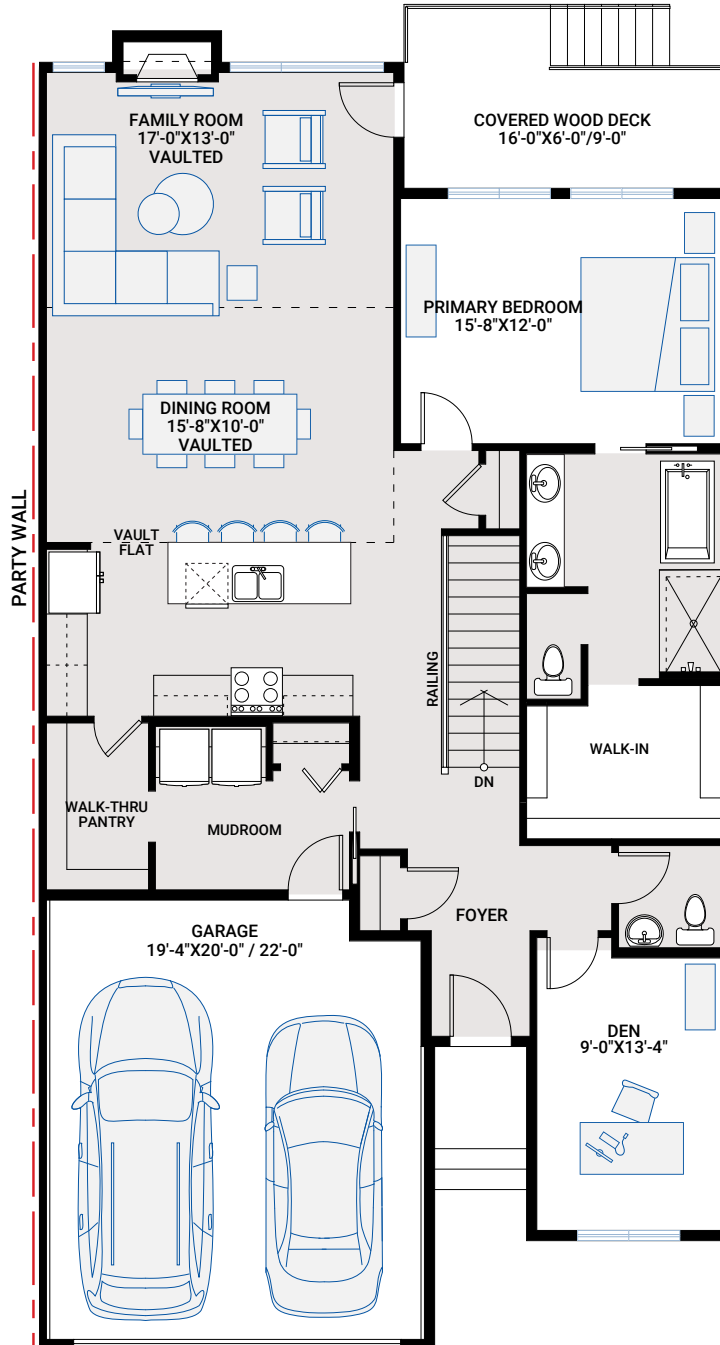 FAMILY ROOM
17'-0"X13'-0"
VAULTED
COVERED WOOD DECK
16'-0"X6'-0"/9'-0"
PRIMARY BEDROOM
15'-8"X12'-0"
DINING ROOM
15'-8"X10'-0"
VAULTED
PARTY WALL
VAULT
FLAT
RAILING
DN
WALK-IN
WALK-THRU
PANTRY
MUDROOM
FOYER
GARAGE
19'-4"X20'-0" / 22'-0"
DEN
9'-0"X13'-4"